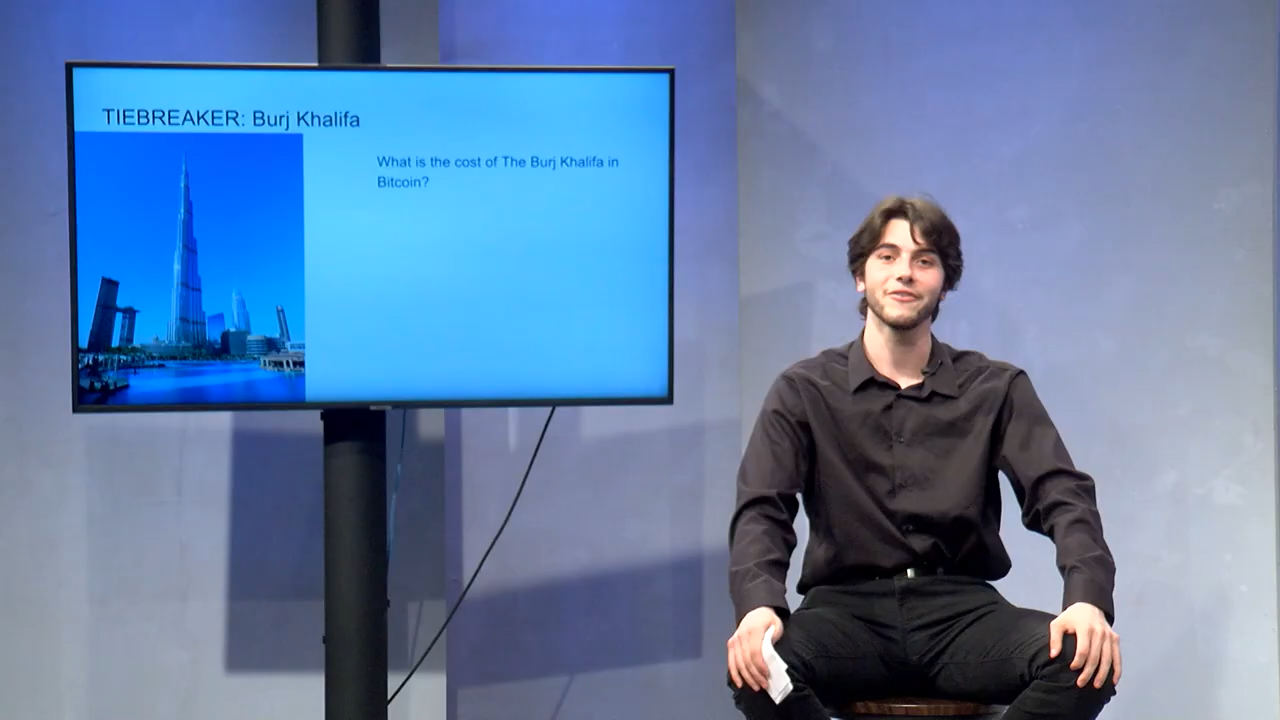 TIEBREAKER: Burj Khalifa
What is the cost of The Burj Khalifa in
Bitcoin?